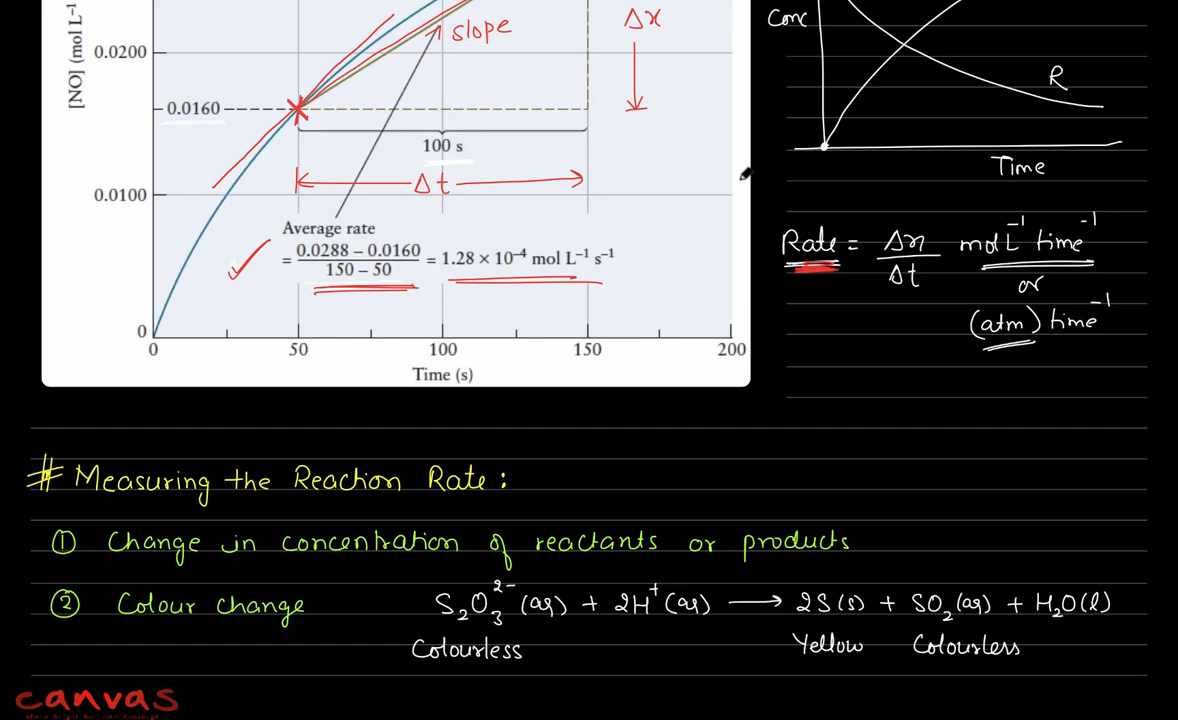 [NO] (mol L⁻¹)
0.0200
0.0160
0.0100
0
slope
Δx
100 s
Δt
Average rate
= 0.0288 – 0.0160 / 150 – 50 = 1.28 × 10⁻⁴ mol L⁻¹ s⁻¹
0 50 100 150 200
Time (s)
Conc
R
Time
Rate = Δx / Δt mol L⁻¹ time⁻¹
or
(atm) time⁻¹
# Measuring the Reaction Rate :
① Change in concentration of reactants or products
② Colour change S₂O₃²⁻ (aq) + 2H⁺ (aq) ⟶ 2S(s) + SO₂(aq) + H₂O(l)
Colourless Yellow Colourless
canvas